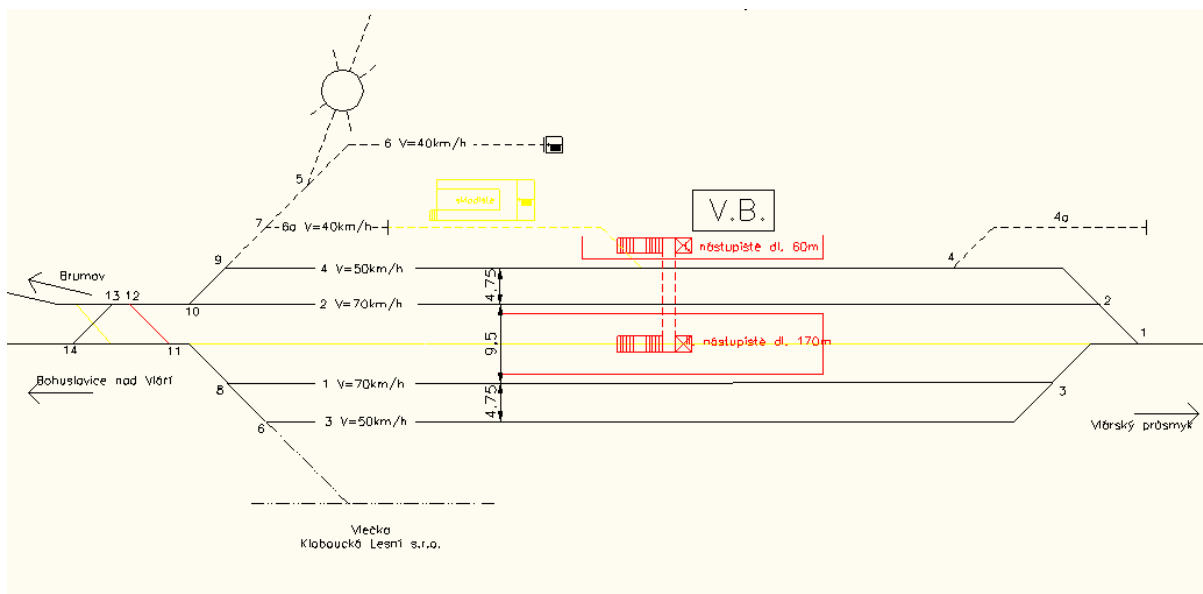 6 V=40km/h
5
V.B.
7
6a V=40km/h
4a
nástupiště dl. 60m
9
4 V=50km/h
4
Brumov
4.75
13 12
2 V=70km/h
10
2
9.5
nástupiště dl. 170m
1
14
11
Bohuslavice nad Vláří
8
1 V=70km/h
3
4.75
6
3 V=50km/h
Vlárský průsmyk
Vlečka
Kloboucká Lesní s.r.o.